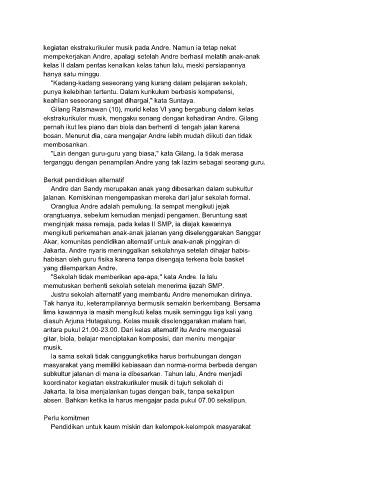 kegiatan ekstrakurikuler musik pada Andre. Namun ia tetap nekat
mempekerjakan Andre, apalagi setelah Andre berhasil melatih anak-anak
kelas II dalam pentas kenaikan kelas tahun lalu, meski persiapannya
hanya satu minggu.
"Kadang-kadang seseorang yang kurang dalam pelajaran sekolah,
punya kelebihan tertentu. Dalam kurikulum berbasis kompetensi,
keahlian seseorang sangat dihargai," kata Suntaya.
Gilang Ratsmawan (10), murid kelas VI yang bergabung dalam kelas
ekstrakurikuler musik, mengaku senang dengan kehadiran Andre. Gilang
pernah ikut les piano dan biola dan berhenti di tengah jalan karena
bosan. Menurut dia, cara mengajar Andre lebih mudah diikuti dan tidak
membosankan.
"Lain dengan guru-guru yang biasa," kata Gilang. Ia tidak merasa
terganggu dengan penampilan Andre yang tak lazim sebagai seorang guru.
Berkat pendidikan alternatif
Andre dan Sandy merupakan anak yang dibesarkan dalam subkultur
jalanan. Kemiskinan mengempaskan mereka dari jalur sekolah formal.
Orangtua Andre adalah pemulung. Ia sempat mengikuti jejak
orangtuanya, sebelum kemudian menjadi pengamen. Beruntung saat
menginjak masa remaja, pada kelas II SMP, ia diajak kawannya
mengikuti perkemahan anak-anak jalanan yang diselenggarakan Sanggar
Akar, komunitas pendidikan alternatif untuk anak-anak pinggiran di
Jakarta. Andre nyaris meninggalkan sekolahnya setelah dihajar habis-
habisan oleh guru fisika karena tanpa disengaja terkena bola basket
yang dilemparkan Andre.
"Sekolah tidak memberikan apa-apa," kata Andre. Ia lalu
memutuskan berhenti sekolah setelah menerima ijazah SMP.
Justru sekolah alternatif yang membantu Andre menemukan dirinya.
Tak hanya itu, keterampilannya bermusik semakin berkembang. Bersama
lima kawannya ia masih mengikuti kelas musik seminggu tiga kali yang
diasuh Arjuna Hutagalung. Kelas musik diselenggarakan malam hari,
antara pukul 21.00-23.00. Dari kelas alternatif itu Andre menguasai
gitar, biola, belajar menciptakan komposisi, dan meniru mengajar
musik.
Ia sama sekali tidak canggungketika harus berhubungan dengan
masyarakat yang memiliki kebiasaan dan norma-norma berbeda dengan
subkultur jalanan di mana ia dibesarkan. Tahun lalu, Andre menjadi
koordinator kegiatan ekstrakurikuler musik di tujuh sekolah di
Jakarta. Ia bisa menjalankan tugas dengan baik, tanpa sekalipun
absen. Bahkan ketika ia harus mengajar pada pukul 07.00 sekalipun.
Perlu komitmen
Pendidikan untuk kaum miskin dan kelompok-kelompok masyarakat